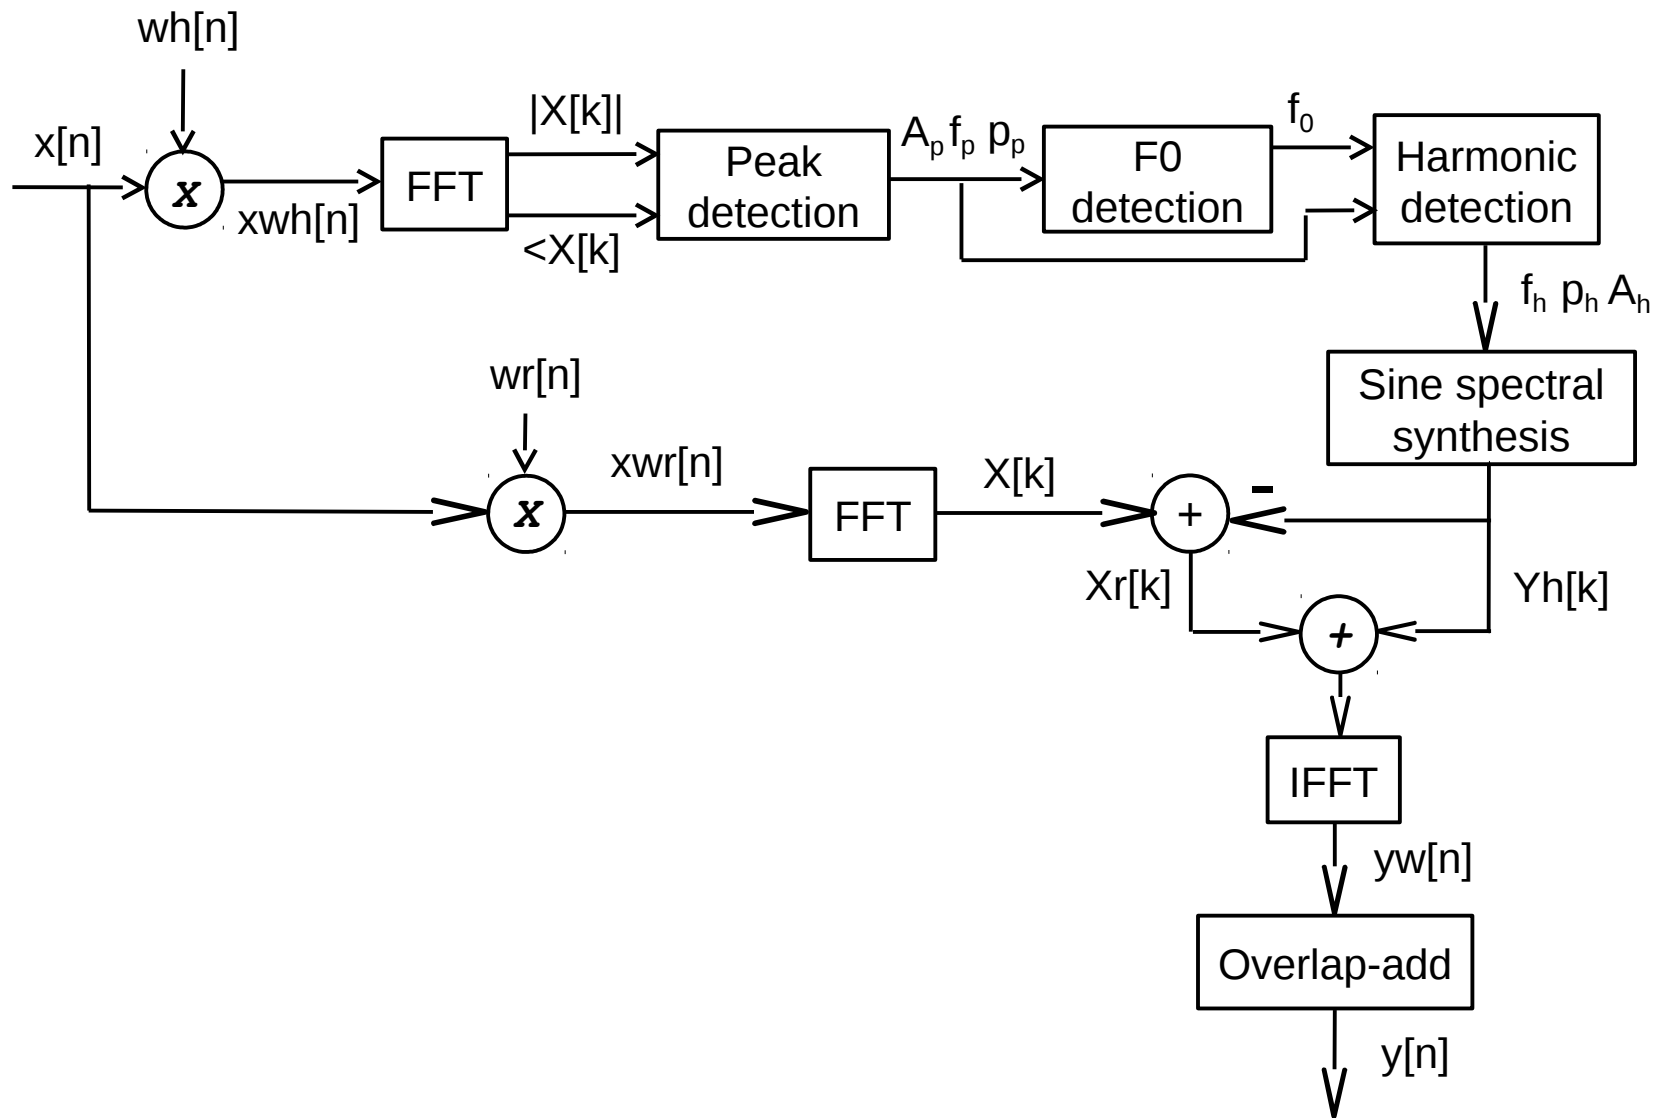 wh[n]
x[n]
x
xwh[n]
FFT
|X[k]|
<X[k]
Peak
detection
Ap fp pp
F0
detection
f0
Harmonic
detection
fh ph Ah
Sine spectral
synthesis
wr[n]
x
xwr[n]
FFT
X[k]
+
-
Xr[k]
Yh[k]
+
IFFT
yw[n]
Overlap-add
y[n]